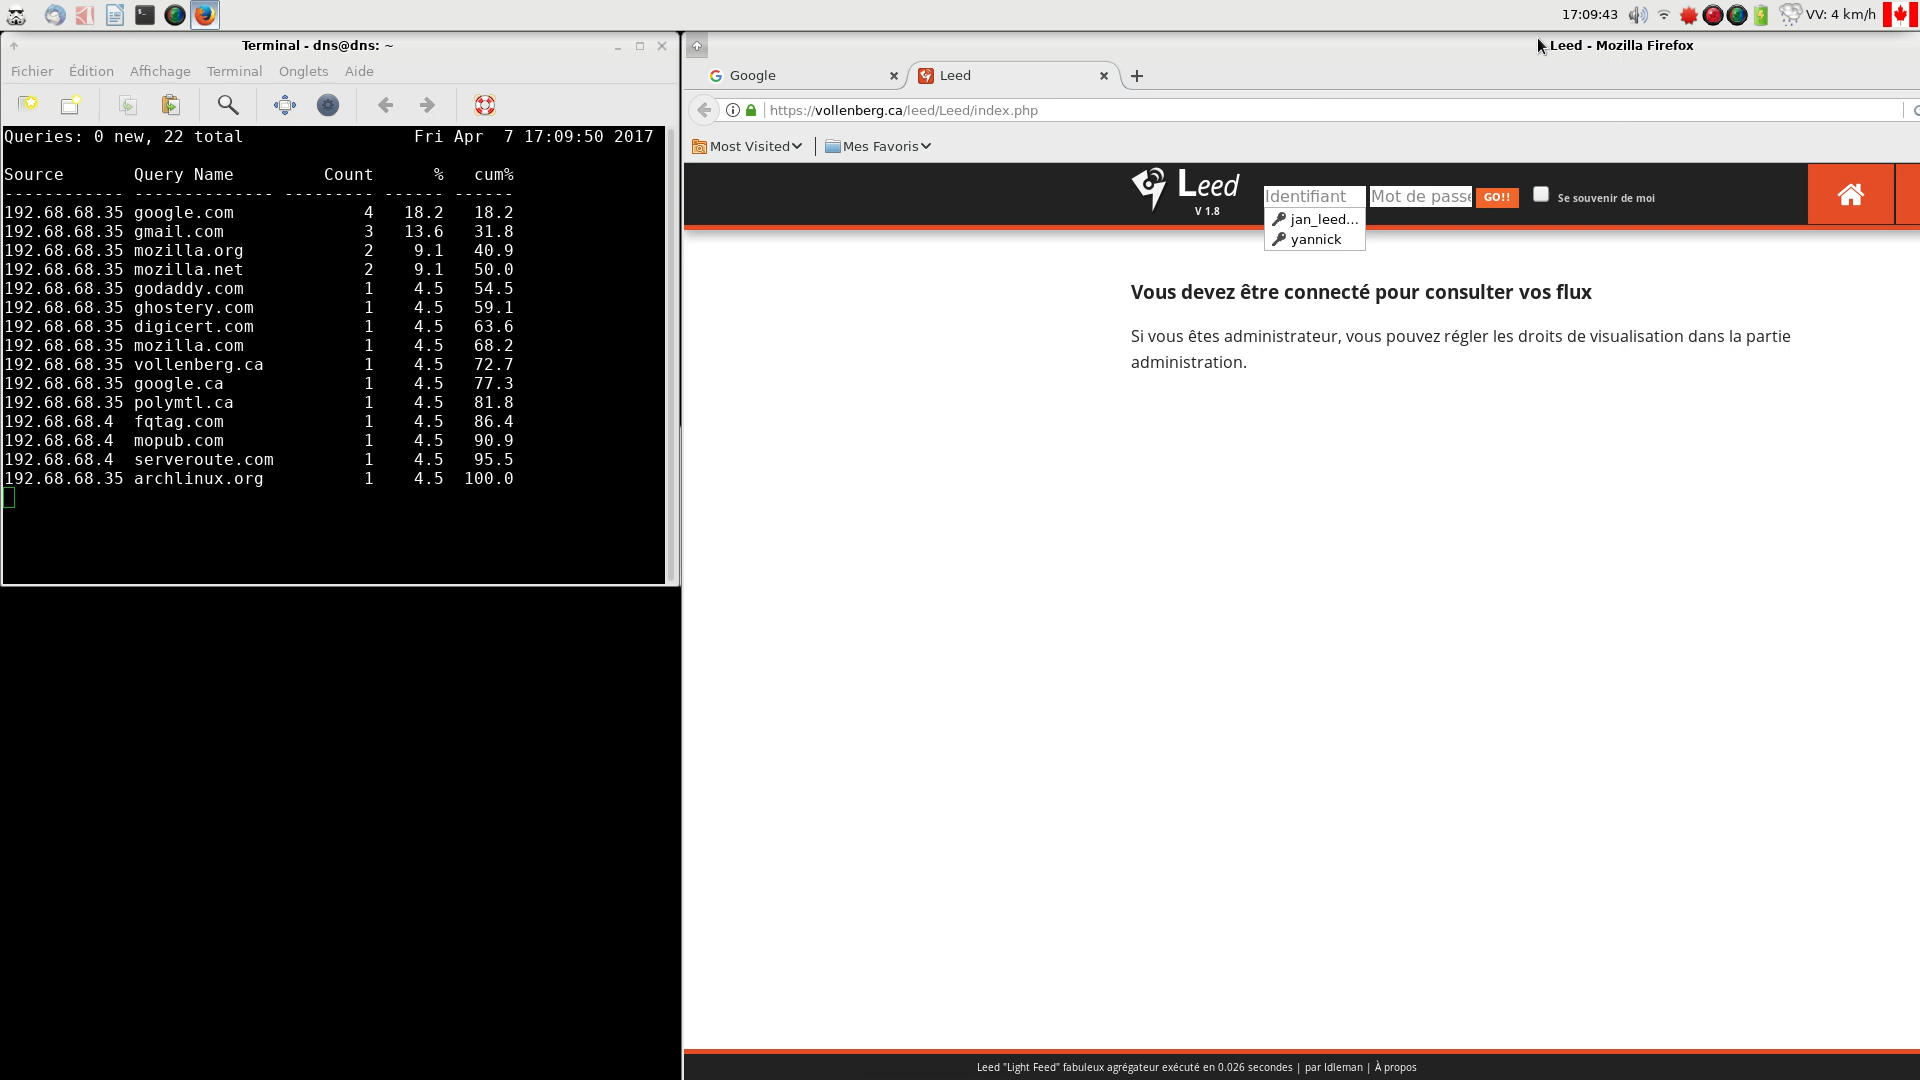 17:09:43 VV: 4 km/h
Terminal - dns@dns: ~
Fichier Édition Affichage Terminal Onglets Aide
Queries: 0 new, 22 total Fri Apr 7 17:09:50 2017
Source Query Name Count % cum%
------------ -------------- --------- ------ ------
192.68.68.35 google.com 4 18.2 18.2
192.68.68.35 gmail.com 3 13.6 31.8
192.68.68.35 mozilla.org 2 9.1 40.9
192.68.68.35 mozilla.net 2 9.1 50.0
192.68.68.35 godaddy.com 1 4.5 54.5
192.68.68.35 ghostery.com 1 4.5 59.1
192.68.68.35 digicert.com 1 4.5 63.6
192.68.68.35 mozilla.com 1 4.5 68.2
192.68.68.35 vollenberg.ca 1 4.5 72.7
192.68.68.35 google.ca 1 4.5 77.3
192.68.68.35 polymtl.ca 1 4.5 81.8
192.68.68.4 fqtag.com 1 4.5 86.4
192.68.68.4 mopub.com 1 4.5 90.9
192.68.68.4 serveroute.com 1 4.5 95.5
192.68.68.35 archlinux.org 1 4.5 100.0
Leed - Mozilla Firefox
Google Leed
https://vollenberg.ca/leed/Leed/index.php
Most Visited Mes Favoris
Leed
V 1.8
Identifiant Mot de passe GO!! Se souvenir de moi
jan_leed...
yannick
Vous devez être connecté pour consulter vos flux
Si vous êtes administrateur, vous pouvez régler les droits de visualisation dans la partie
administration.
Leed "Light Feed" fabuleux agrégateur exécuté en 0.026 secondes | par Idleman | À propos